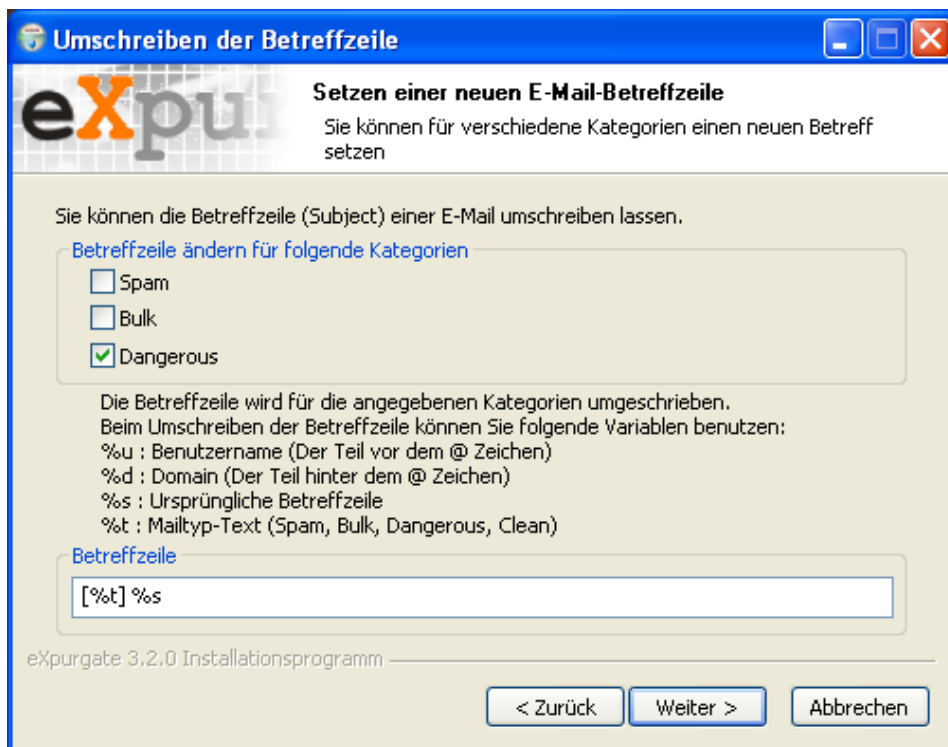 Umschreiben der Betreffzeile
eXpur
Setzen einer neuen E-Mail-Betreffzeile
Sie können für verschiedene Kategorien einen neuen Betreff
setzen
Sie können die Betreffzeile (Subject) einer E-Mail umschreiben lassen.
Betreffzeile ändern für folgende Kategorien
Spam
Bulk
Dangerous
Die Betreffzeile wird für die angegebenen Kategorien umgeschrieben.
Beim Umschreiben der Betreffzeile können Sie folgende Variablen benutzen:
%u : Benutzername (Der Teil vor dem @ Zeichen)
%d : Domain (Der Teil hinter dem @ Zeichen)
%s : Ursprüngliche Betreffzeile
%t : Mailtyp-Text (Spam, Bulk, Dangerous, Clean)
Betreffzeile
[%t] %s
eXpurgate 3.2.0 Installationsprogramm
< Zurück
Weiter >
Abbrechen